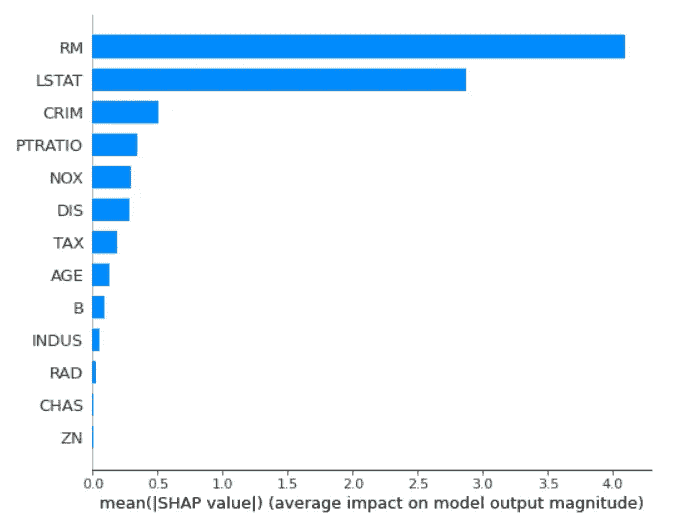 RM
LSTAT
CRIM
PTRATIO
NOX
DIS
TAX
AGE
B
INDUS
RAD
CHAS
ZN
0.0 0.5 1.0 1.5 2.0 2.5 3.0 3.5 4.0
mean(|SHAP value|) (average impact on model output magnitude)